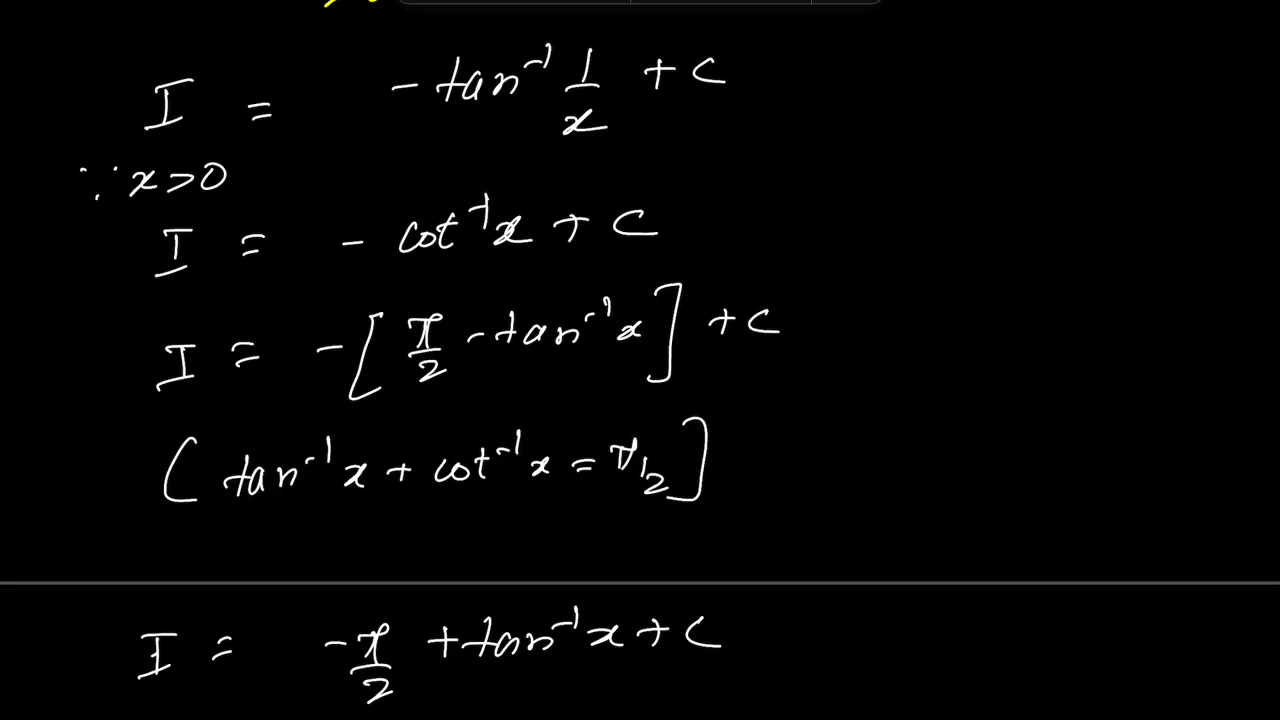 I = - tan⁻¹ 1/x + c
∵ x>0
I = - cot⁻¹x + c
I = -[π/2 - tan⁻¹x] + c
(tan⁻¹x + cot⁻¹x = π/2]
I = -π/2 + tan⁻¹x + c